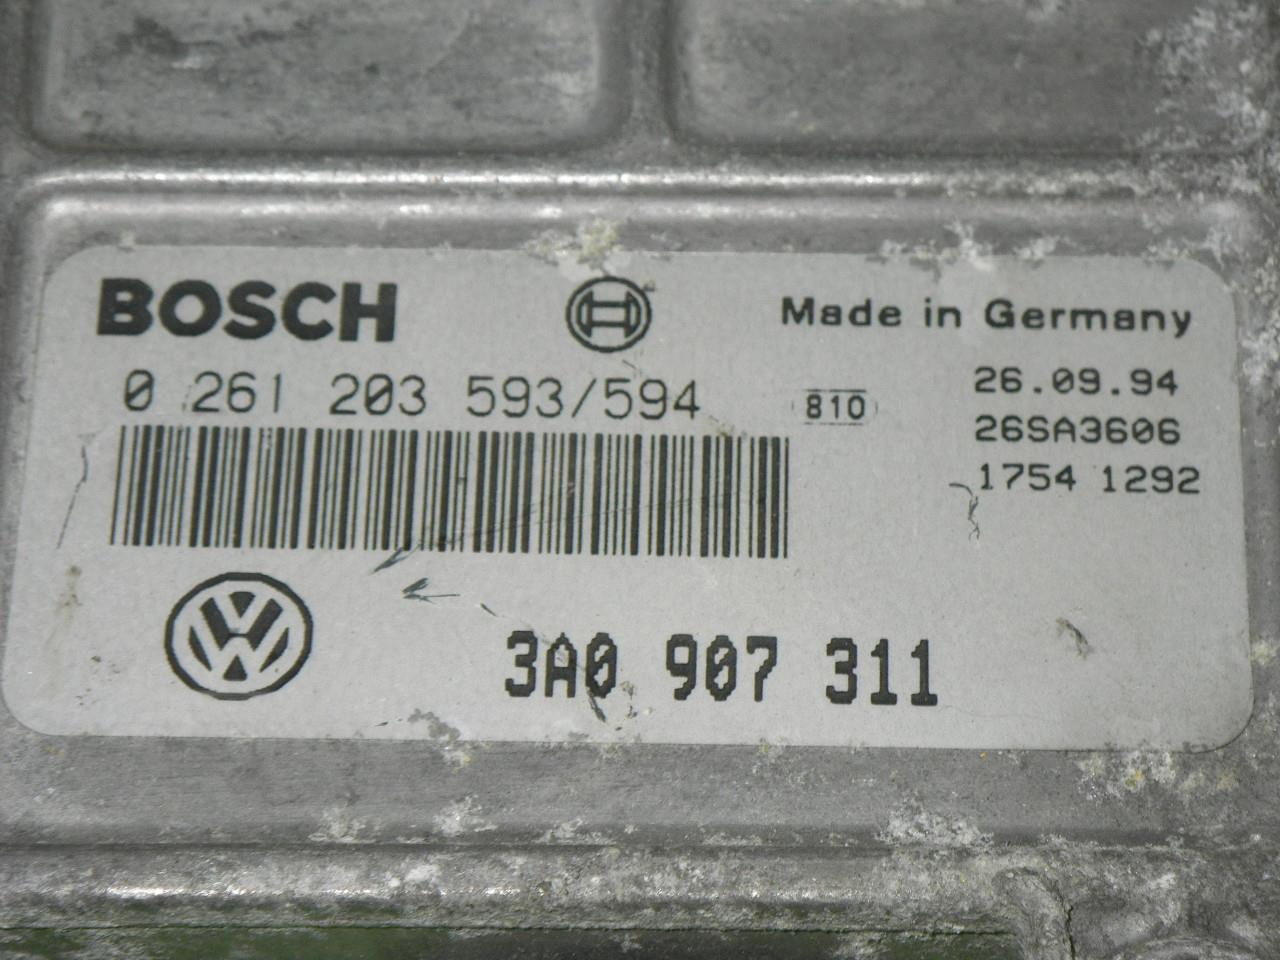 BOSCH
Made in Germany
0 261 203 593/594
810
26.09.94
26SA3606
1754 1292
3A0 907 311